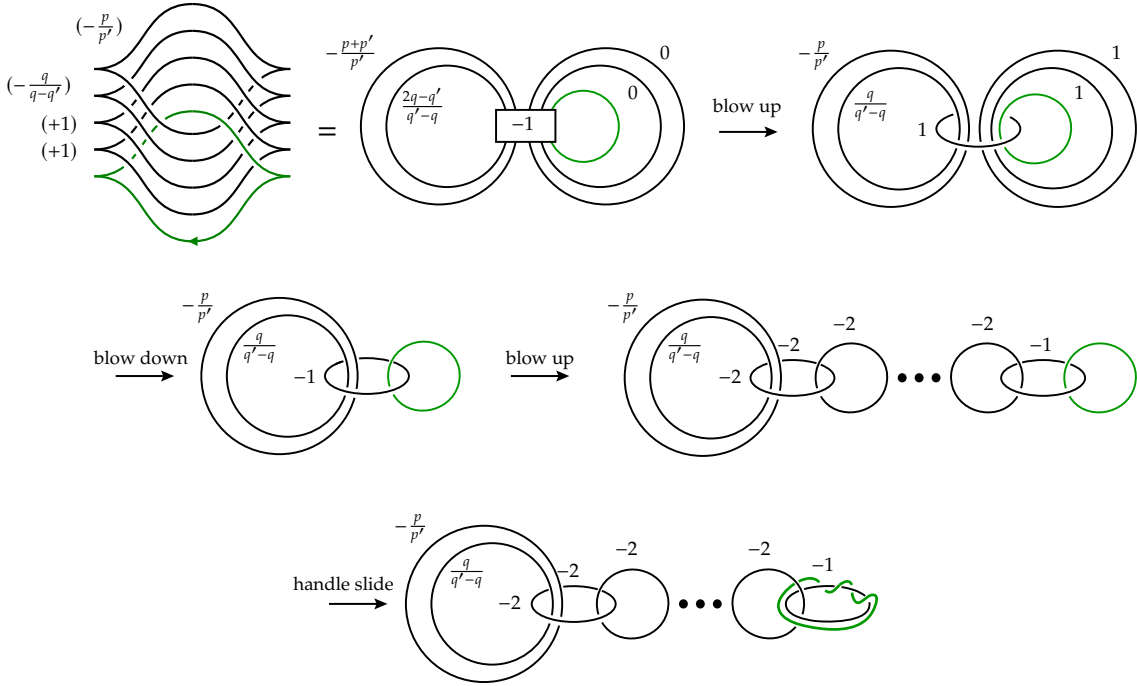 (−p/p′)
(−q/(q−q′))
(+1)
(+1)
=
−(p+p′)/p′
(2q−q′)/(q′−q)
−1
0
0
blow up
−p/p′
q/(q′−q)
1
1
1
blow down
−p/p′
q/(q′−q)
−1
blow up
−p/p′
q/(q′−q)
−2
−2
−2
−2
−1
handle slide
−p/p′
q/(q′−q)
−2
−2
−2
−2
−1